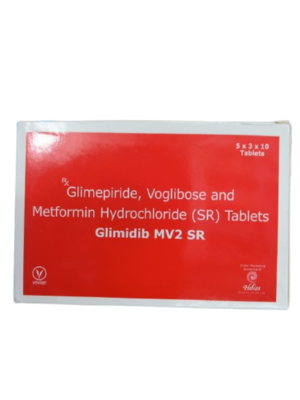 5 x 3 x 10
Tablets
Rx
Glimepiride, Voglibose and
Metformin Hydrochloride (SR) Tablets
Glimidib MV2 SR